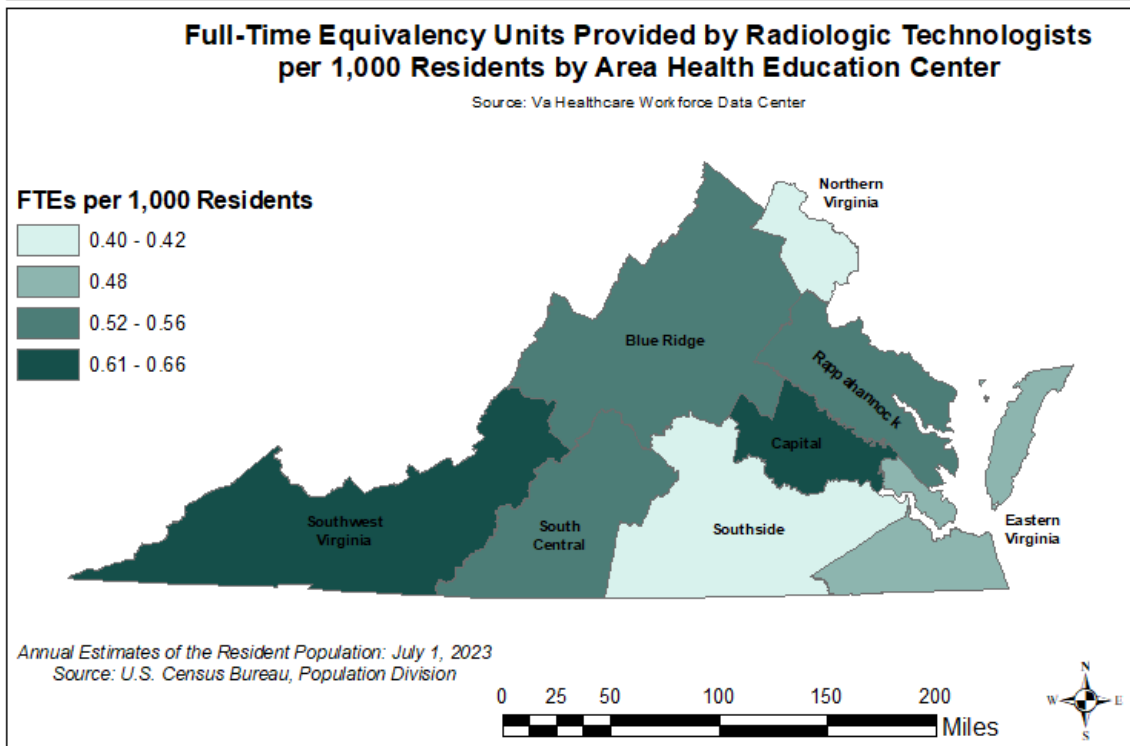 Full-Time Equivalency Units Provided by Radiologic Technologists
per 1,000 Residents by Area Health Education Center
Source: Va Healthcare Workforce Data Center
FTEs per 1,000 Residents
0.40 - 0.42
0.48
0.52 - 0.56
0.61 - 0.66
Northern
Virginia
Blue Ridge
Rappahannock
Capital
Southwest
Virginia
South
Central
Southside
Eastern
Virginia
Annual Estimates of the Resident Population: July 1, 2023
Source: U.S. Census Bureau, Population Division
0 25 50 100 150 200
Miles
N
W E
S